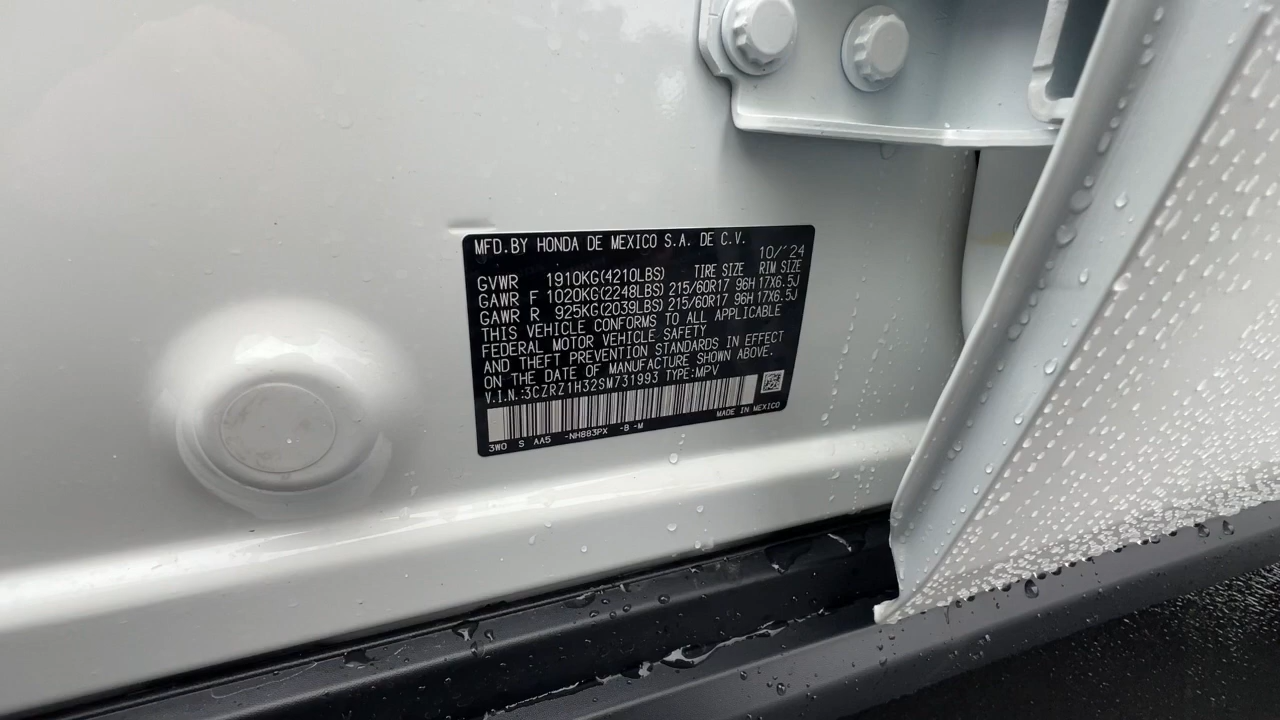 MFD.BY HONDA DE MEXICO S.A. DE C.V.
10/'24
GVWR 1910KG(4210LBS) TIRE SIZE RIM SIZE
GAWR F 1020KG(2248LBS) 215/60R17 96H 17X6.5J
GAWR R 925KG(2039LBS) 215/60R17 96H 17X6.5J
THIS VEHICLE CONFORMS TO ALL APPLICABLE
FEDERAL MOTOR VEHICLE SAFETY
AND THEFT PREVENTION STANDARDS IN EFFECT
ON THE DATE OF MANUFACTURE SHOWN ABOVE.
V.I.N.:3CZRZ1H32SM731993 TYPE:MPV
MADE IN MEXICO
3W0 S AA5 -NH883PX -B -M